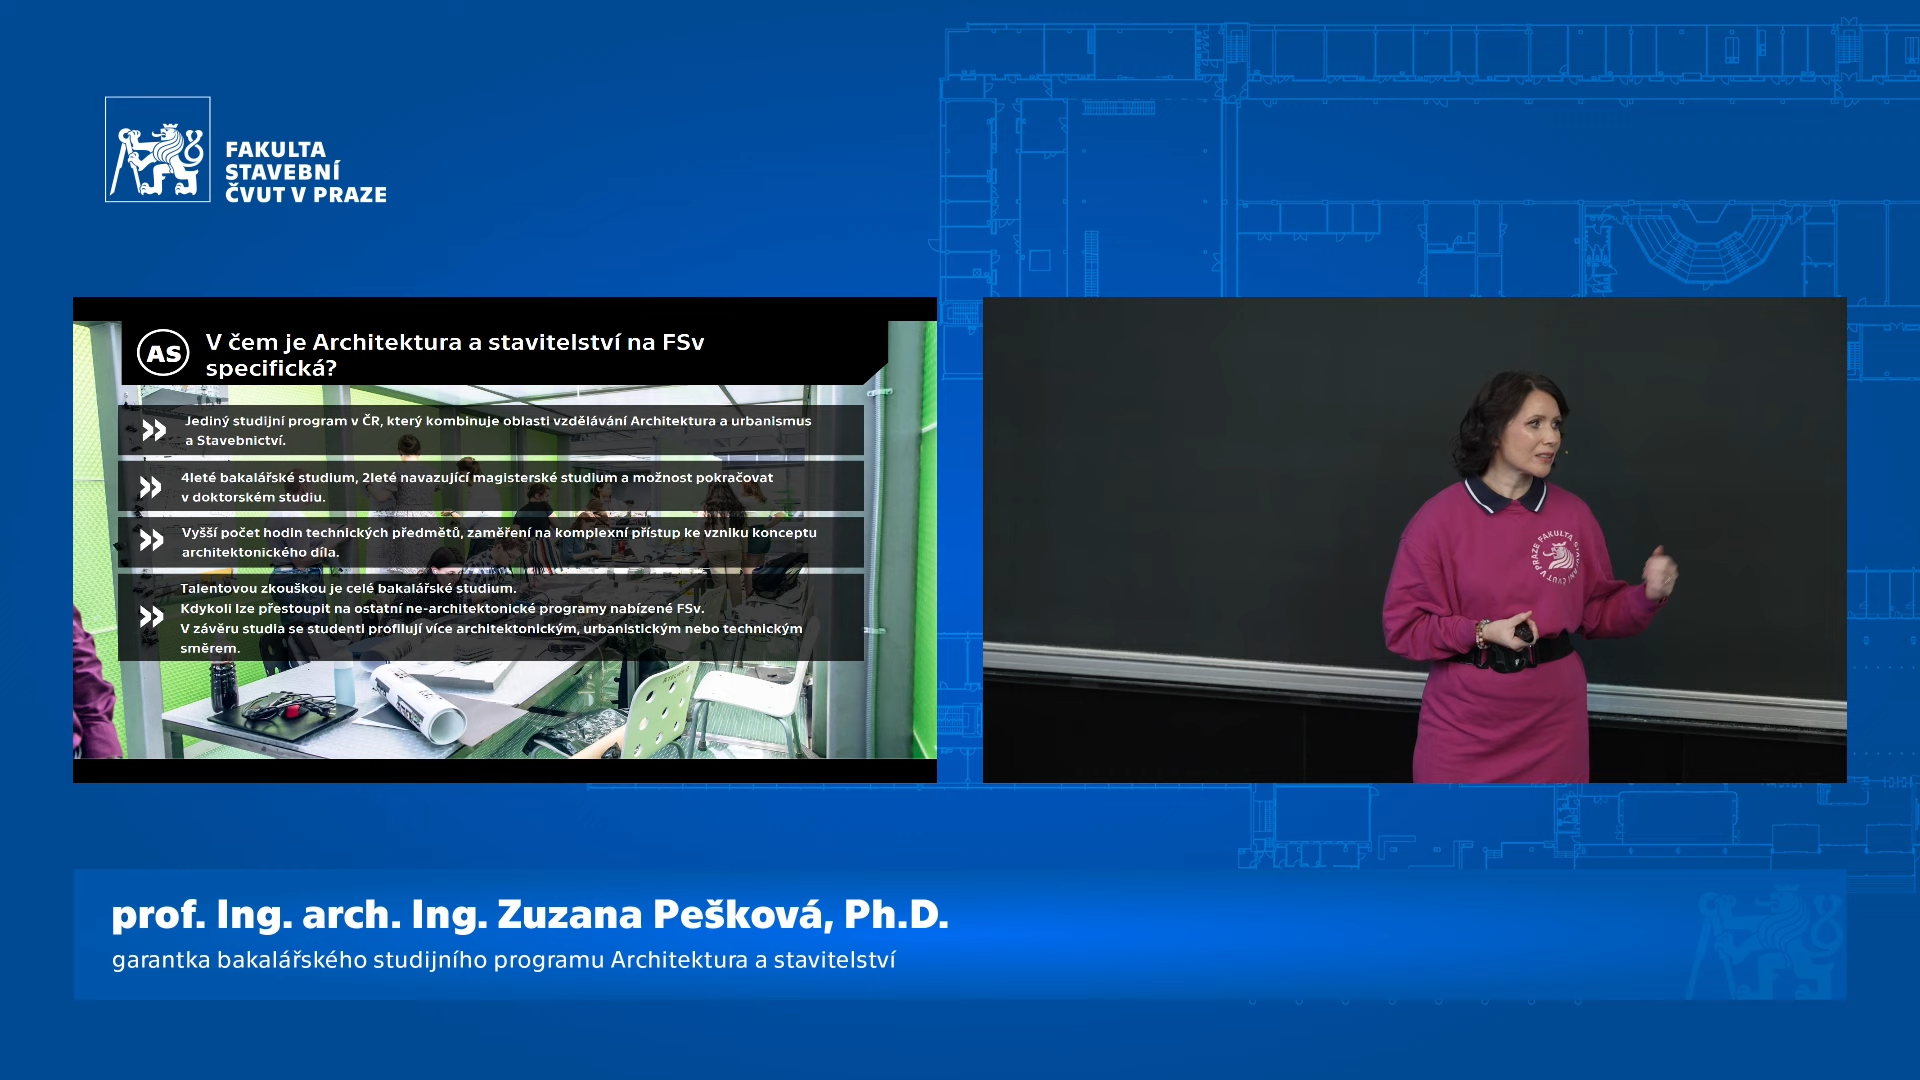 FAKULTA
STAVEBNÍ
ČVUT V PRAZE
AS
V čem je Architektura a stavitelství na FSv
specifická?
Jediný studijní program v ČR, který kombinuje oblasti vzdělávání Architektura a urbanismus
a Stavebnictví.
4leté bakalářské studium, 2leté navazující magisterské studium a možnost pokračovat
v doktorském studiu.
Vyšší počet hodin technických předmětů, zaměření na komplexní přístup ke vzniku konceptu
architektonického díla.
Talentovou zkouškou je celé bakalářské studium.
Kdykoli lze přestoupit na ostatní ne-architektonické programy nabízené FSv.
V závěru studia se studenti profilují více architektonickým, urbanistickým nebo technickým
směrem.
prof. Ing. arch. Ing. Zuzana Pešková, Ph.D.
garantka bakalářského studijního programu Architektura a stavitelství